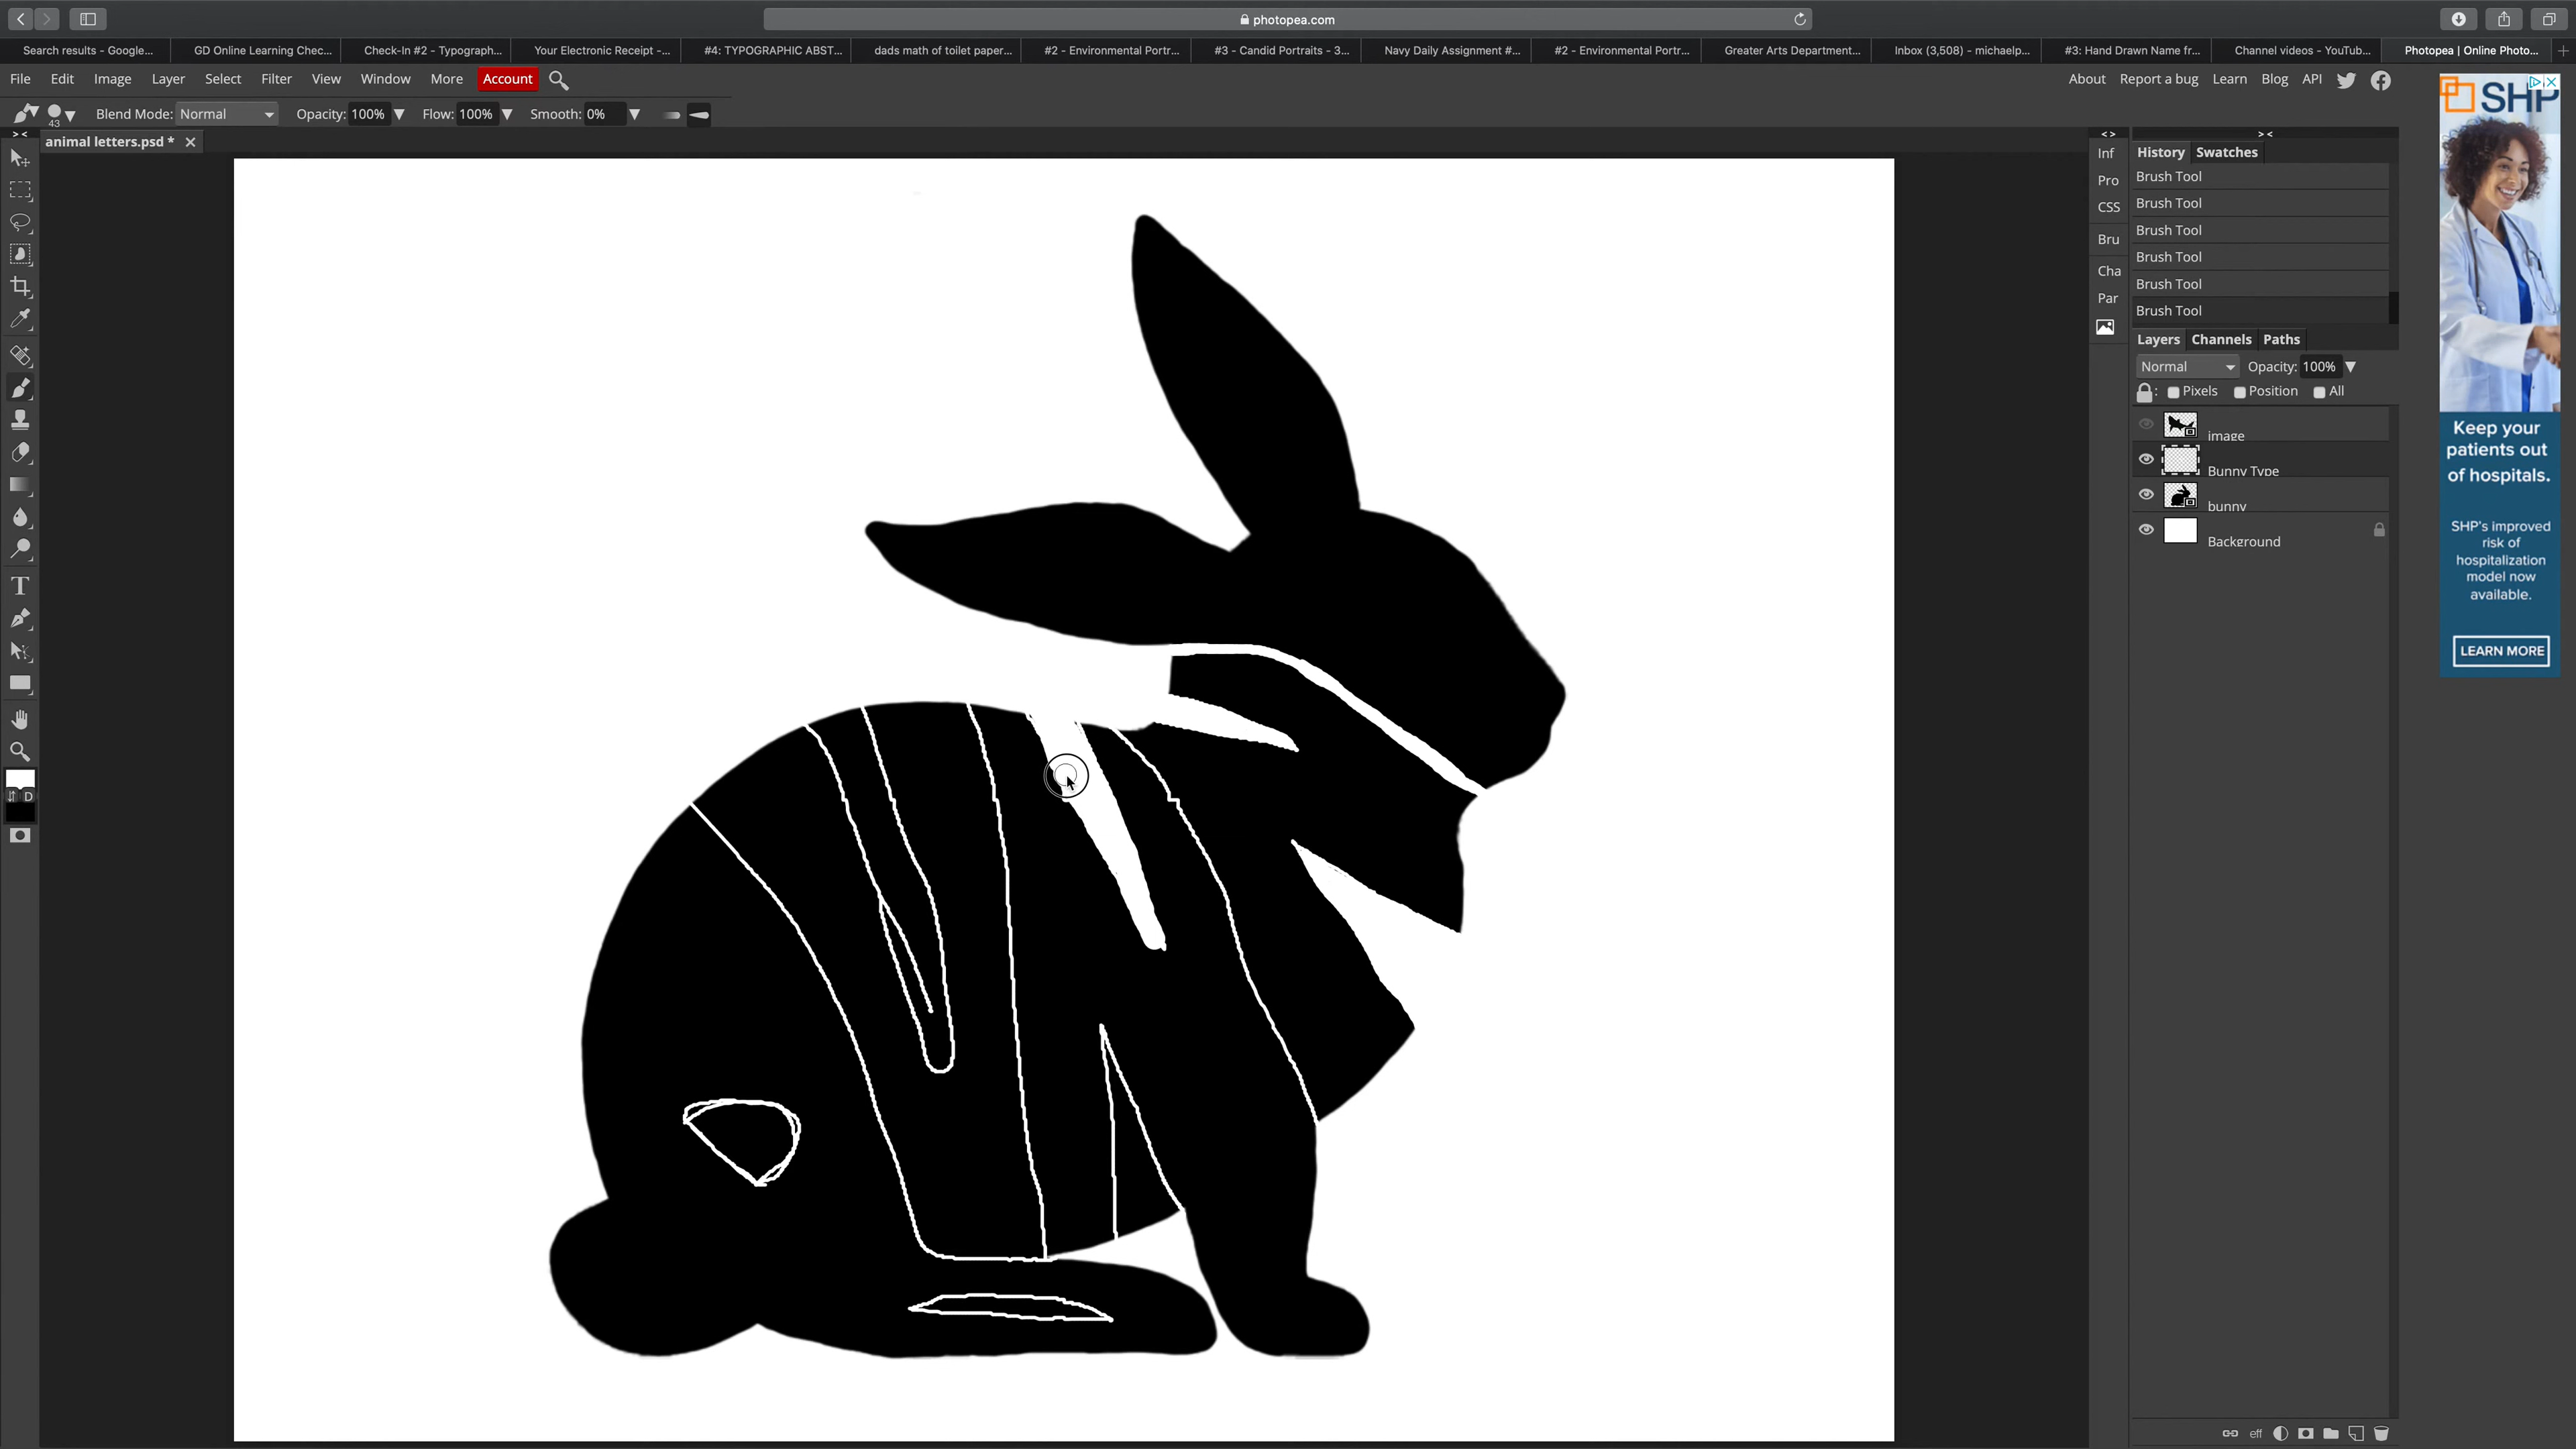 photopea.com
Search results - Google...
GD Online Learning Chec...
Check-In #2 - Typograph...
Your Electronic Receipt -...
#4: TYPOGRAPHIC ABST...
dads math of toilet paper...
#2 - Environmental Portr...
#3 - Candid Portraits - 3...
Navy Daily Assignment #...
#2 - Environmental Portr...
Greater Arts Department...
Inbox (3,508) - michaelp...
#3: Hand Drawn Name fr...
Channel videos - YouTub...
Photopea | Online Photo...
File Edit Image Layer Select Filter View Window More Account
About Report a bug Learn Blog API
43 Blend Mode: Normal Opacity: 100% Flow: 100% Smooth: 0%
animal letters.psd *
Inf
Pro
CSS
Bru
Cha
Par
History Swatches
Brush Tool
Brush Tool
Brush Tool
Brush Tool
Brush Tool
Brush Tool
Layers Channels Paths
Normal Opacity: 100%
: Pixels Position All
image
Bunny Type
bunny
Background
eff
T
D
SHP
Keep your
patients out
of hospitals.
SHP's improved
risk of
hospitalization
model now
available.
LEARN MORE